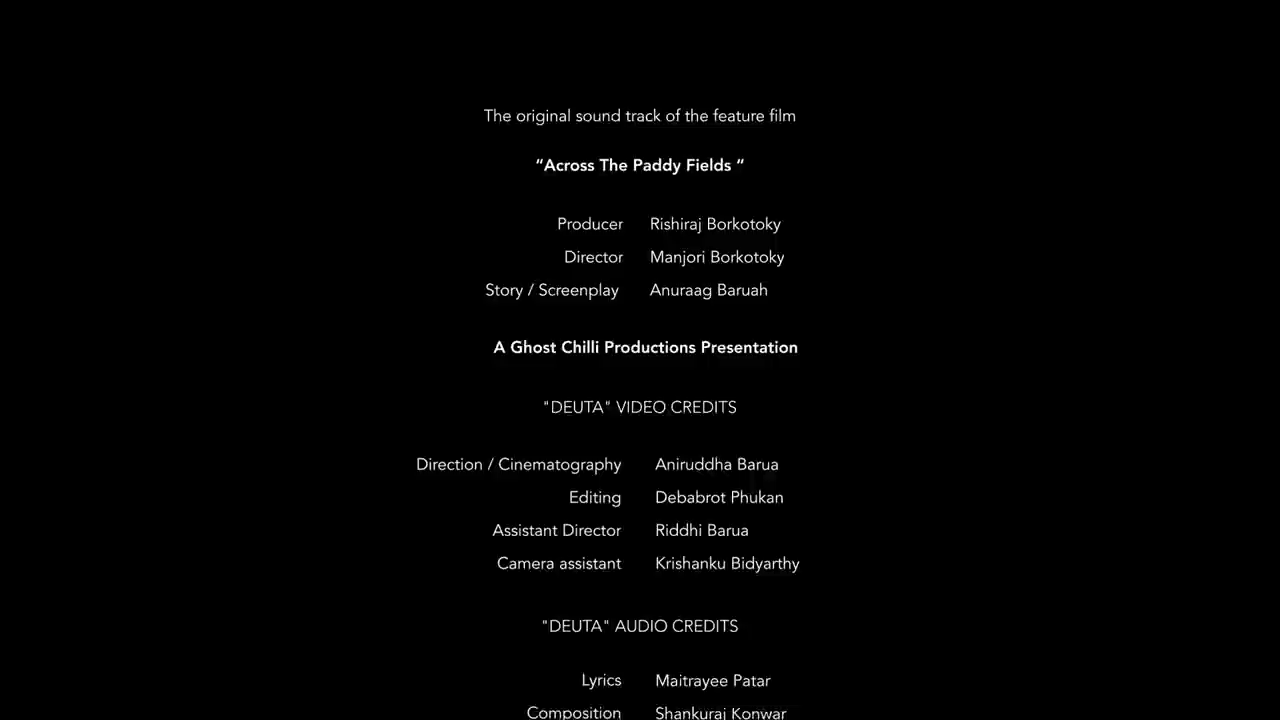 The original sound track of the feature film
“Across The Paddy Fields “
Producer Rishiraj Borkotoky
Director Manjori Borkotoky
Story / Screenplay Anuraag Baruah
A Ghost Chilli Productions Presentation
"DEUTA" VIDEO CREDITS
Direction / Cinematography Aniruddha Barua
Editing Debabrot Phukan
Assistant Director Riddhi Barua
Camera assistant Krishanku Bidyarthy
"DEUTA" AUDIO CREDITS
Lyrics Maitrayee Patar
Composition Shankuraj Konwar